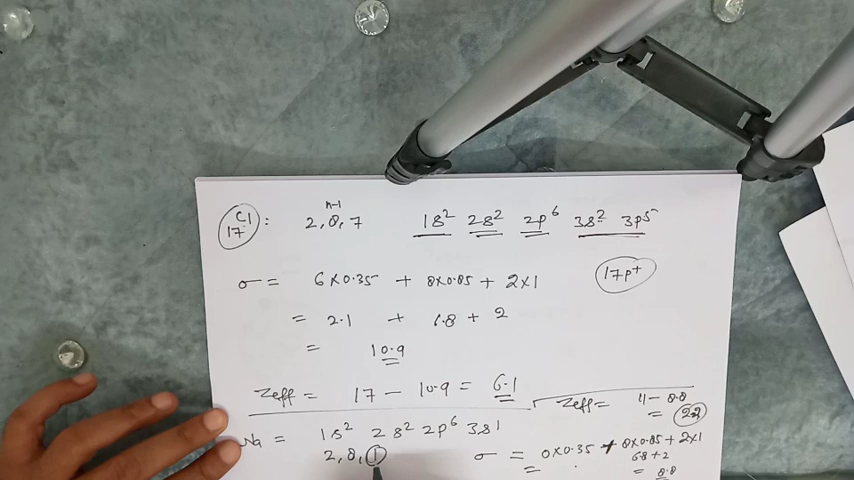 n-1
Cl 17 : 2, 8, 7 1s² 2s² 2p⁶ 3s² 3p⁵
σ = 6×0.35 + 8×0.85 + 2×1 17p⁺
= 2.1 + 6.8 + 2
= 10.9
Zeff = 17 - 10.9 = 6.1
Zeff = 11 - 8.8
= 2.2
Na = 1s² 2s² 2p⁶ 3s¹
2, 8, 1
σ = 0×0.35 + 8×0.85 + 2×1
= 6.8 + 2
= 8.8